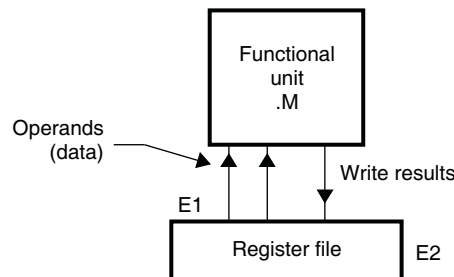 Functional
unit
.M
Operands
(data)
Write results
E1
Register file
E2